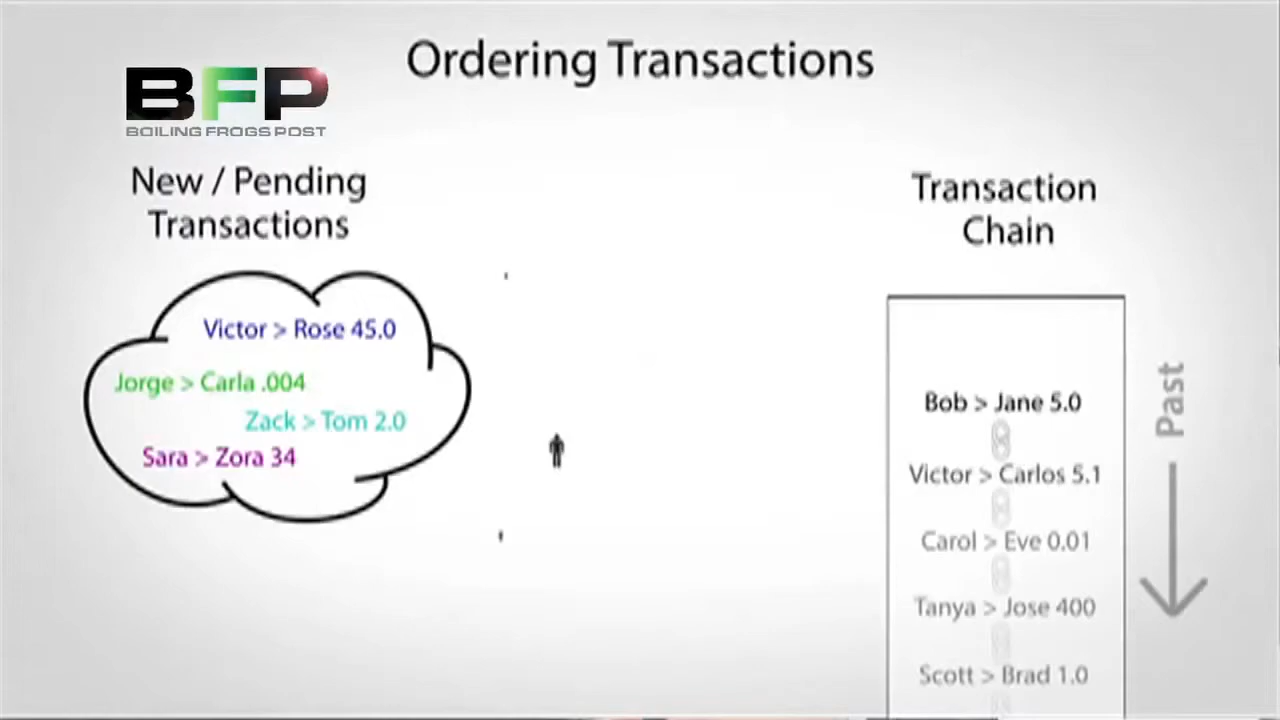 Ordering Transactions
BFP
BOILING FROGS POST
New / Pending
Transactions
Victor > Rose 45.0
Jorge > Carla .004
Zack > Tom 2.0
Sara > Zora 34
Transaction
Chain
Bob > Jane 5.0
Victor > Carlos 5.1
Carol > Eve 0.01
Tanya > Jose 400
Scott > Brad 1.0
Past